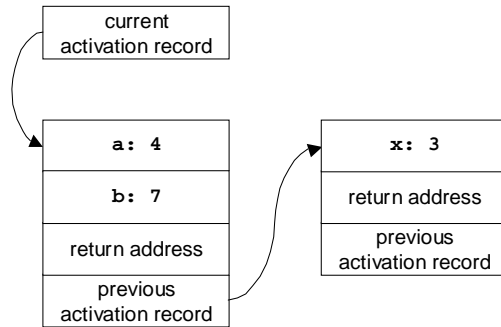 current
activation record
a: 4
b: 7
return address
previous
activation record
x: 3
return address
previous
activation record